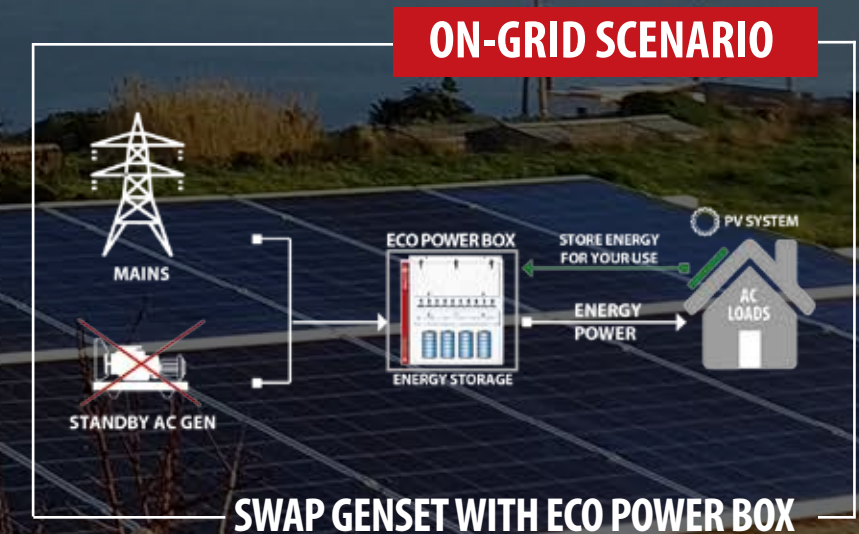 ON-GRID SCENARIO
MAINS
STANDBY AC GEN
ECO POWER BOX
ENERGY STORAGE
STORE ENERGY
FOR YOUR USE
ENERGY
POWER
PV SYSTEM
AC
LOADS
SWAP GENSET WITH ECO POWER BOX